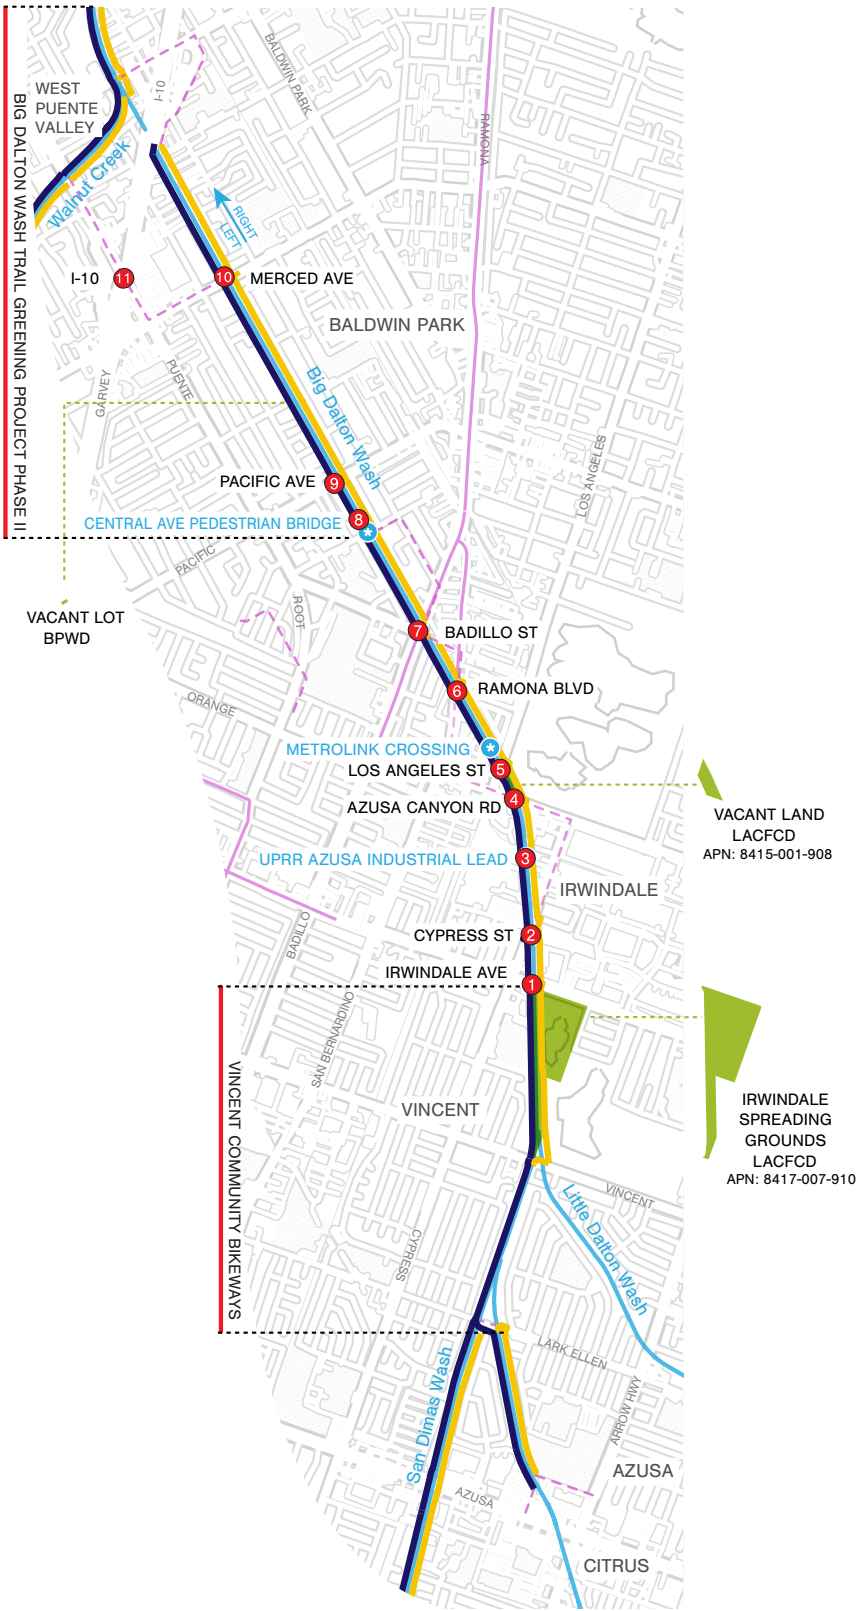 BALDWIN PARK
WEST
PUENTE
VALLEY
I-10
BIG DALTON WASH TRAIL GREENING PROJECT PHASE II
RAMONA
Walnut Creek
RIGHT
LEFT
I-10
11
10
MERCED AVE
BALDWIN PARK
PUENTE
GARVEY
Big Dalton Wash
LOS ANGELES
PACIFIC AVE
9
CENTRAL AVE PEDESTRIAN BRIDGE
8
*
PACIFIC
ROOT
VACANT LOT
BPWD
7
BADILLO ST
6
RAMONA BLVD
ORANGE
METROLINK CROSSING
*
LOS ANGELES ST
5
AZUSA CANYON RD
4
VACANT LAND
LACFCD
APN: 8415-001-908
UPRR AZUSA INDUSTRIAL LEAD
3
IRWINDALE
BADILLO
CYPRESS ST
2
IRWINDALE AVE
1
SAN BERNARDINO
VINCENT COMMUNITY BIKEWAYS
VINCENT
IRWINDALE
SPREADING
GROUNDS
LACFCD
APN: 8417-007-910
VINCENT
Little Dalton Wash
CYPRESS
LARK ELLEN
San Dimas Wash
ARROW HWY
AZUSA
AZUSA
CITRUS